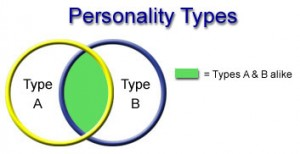 Personality Types
Type
A
Type
B
= Types A & B alike